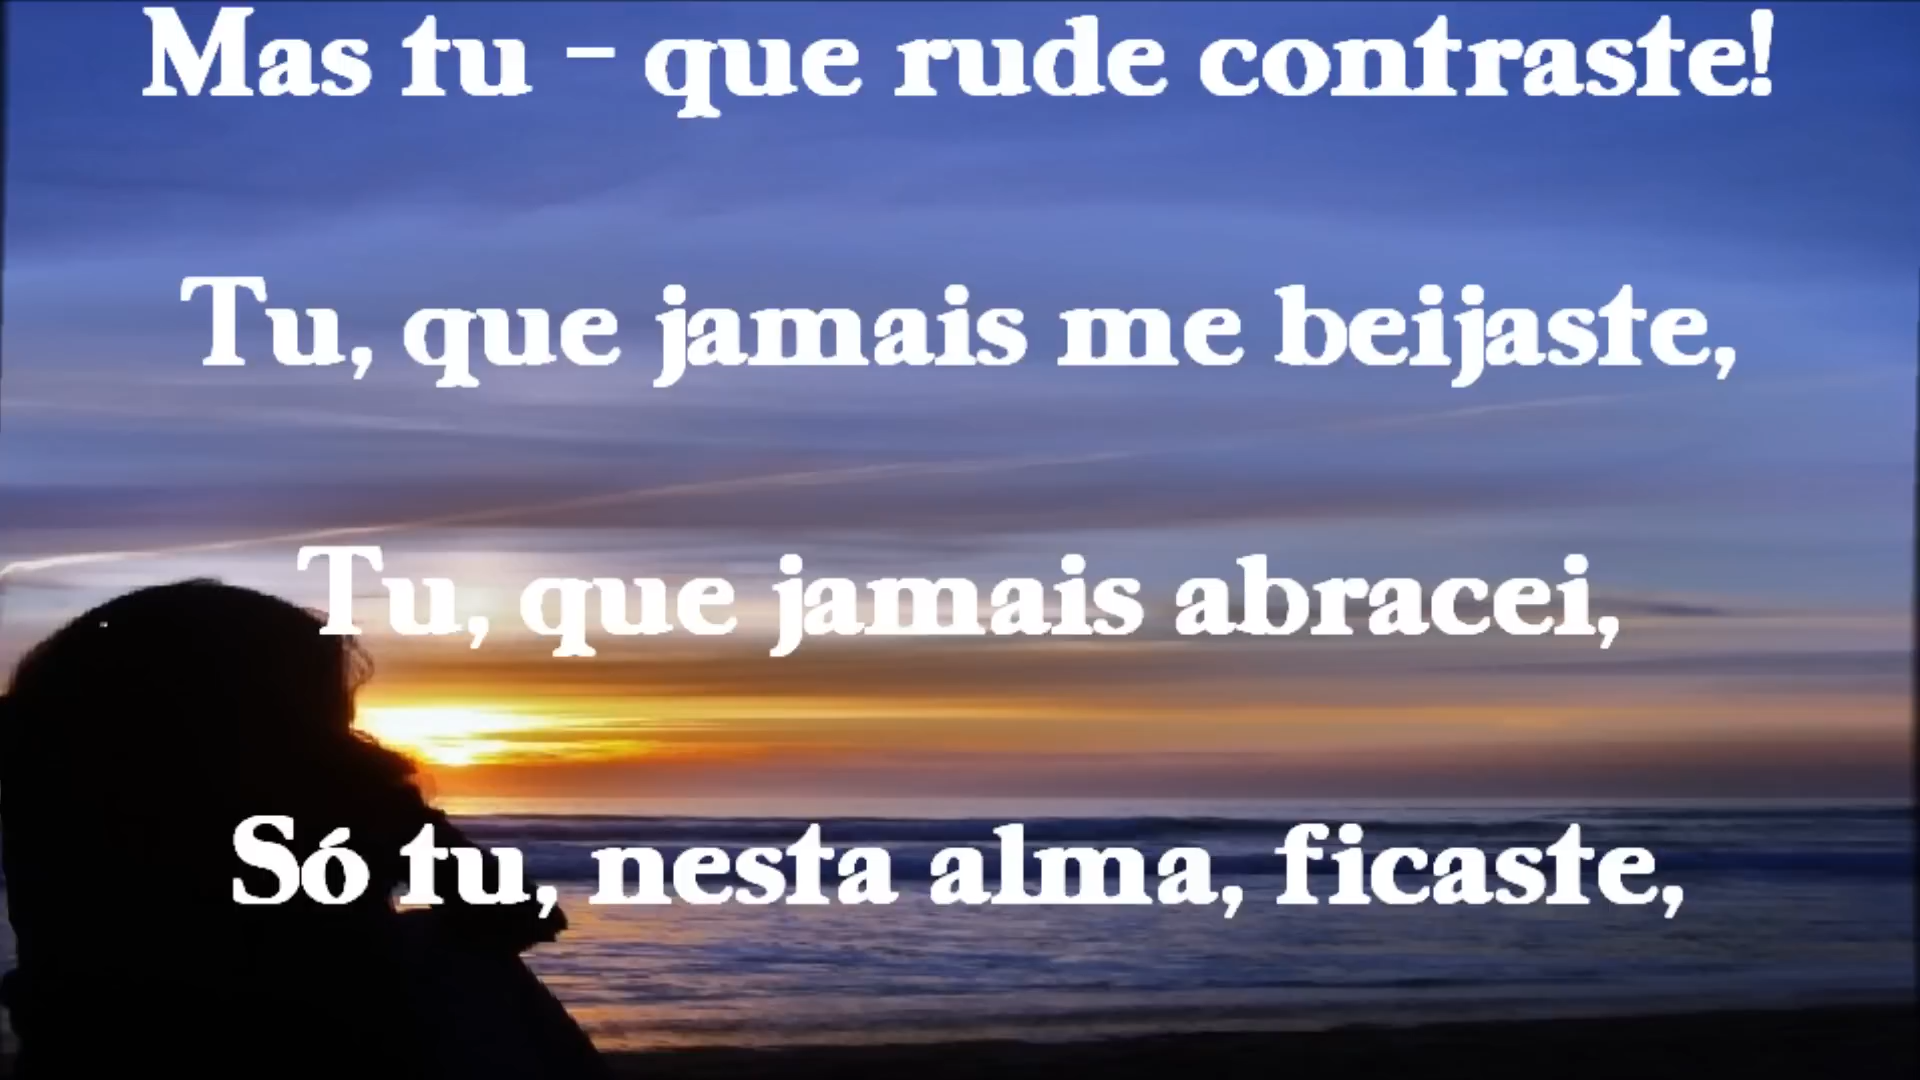 Mas tu – que rude contraste!
Tu, que jamais me beijaste,
Tu, que jamais abracei,
Só tu, nesta alma, ficaste,